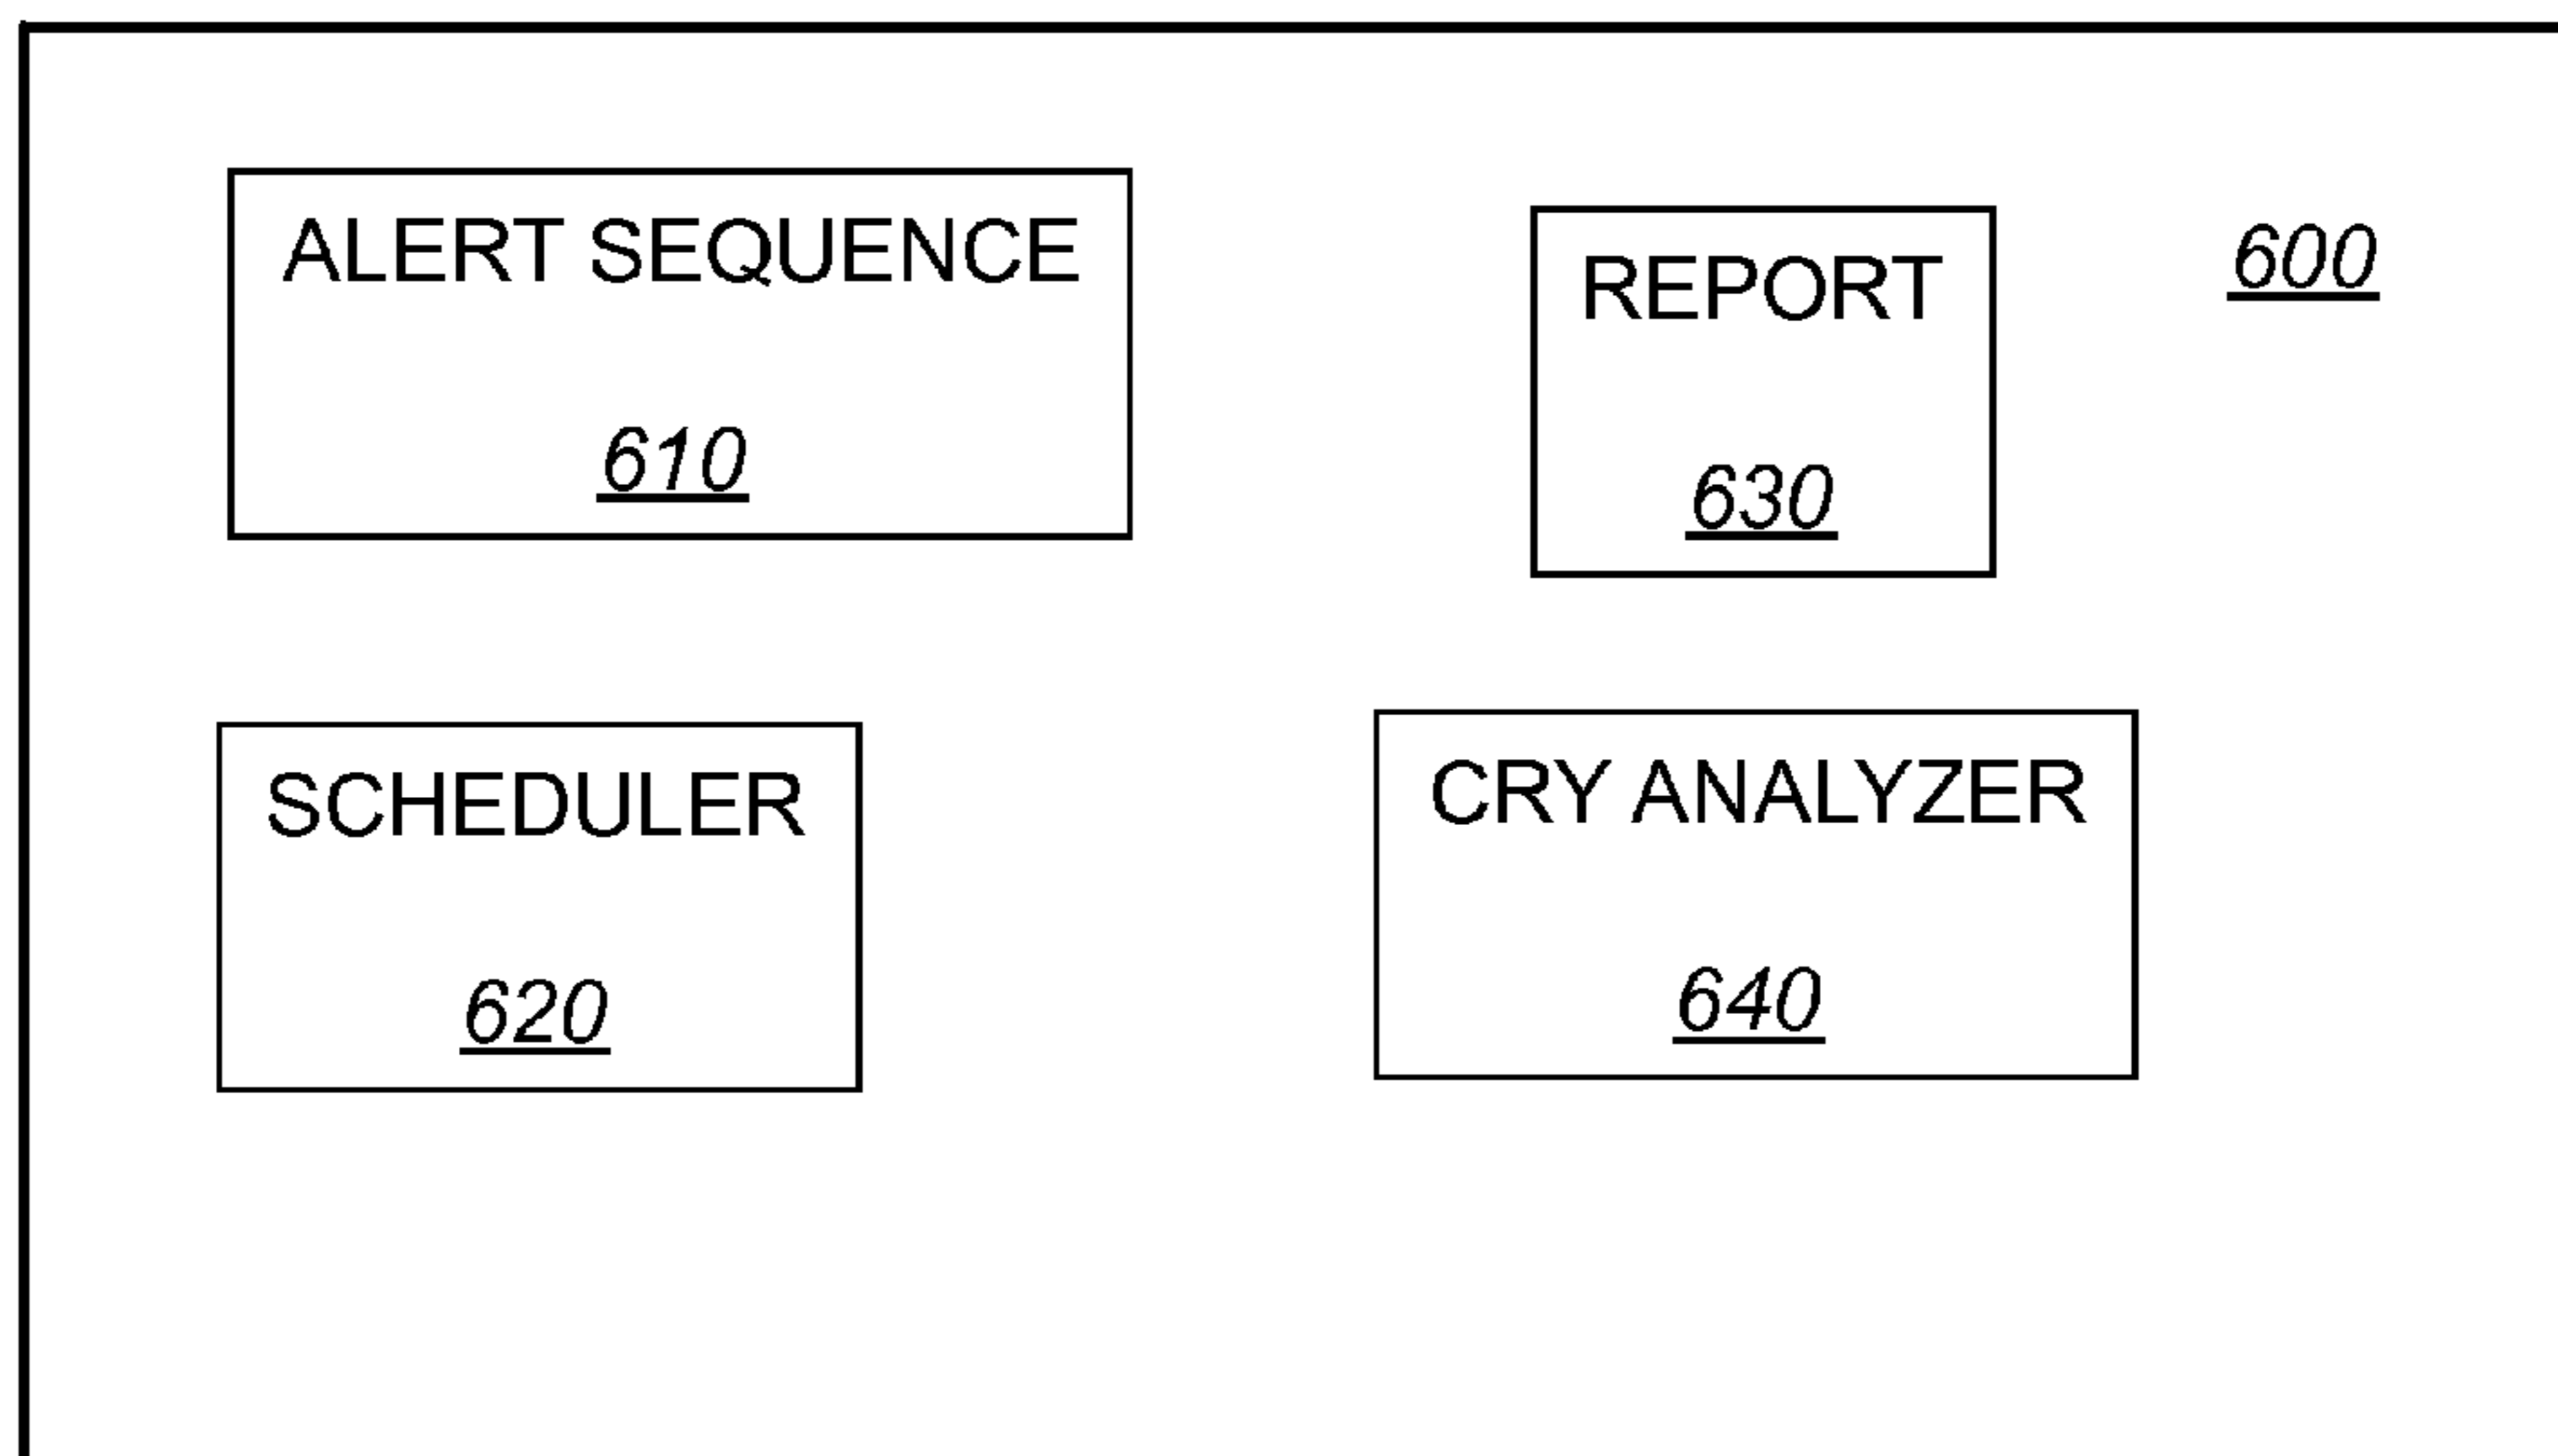 ALERT SEQUENCE
610
REPORT
630
600
SCHEDULER
620
CRY ANALYZER
640